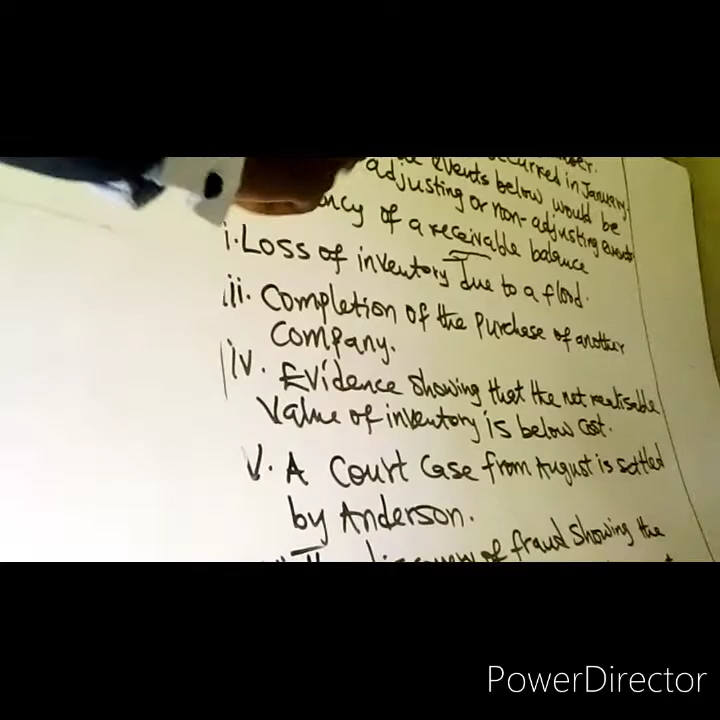 occurred in January.
events below would be
adjusting or non-adjusting events
of a receivable balance
i. Loss of inventory due to a flood.
iii. Completion of the Purchase of another
Company.
iv. Evidence showing that the net realisable
Value of inventory is below cost.
V. A Court Case from August is settled
by Anderson.
of fraud showing the
PowerDirector